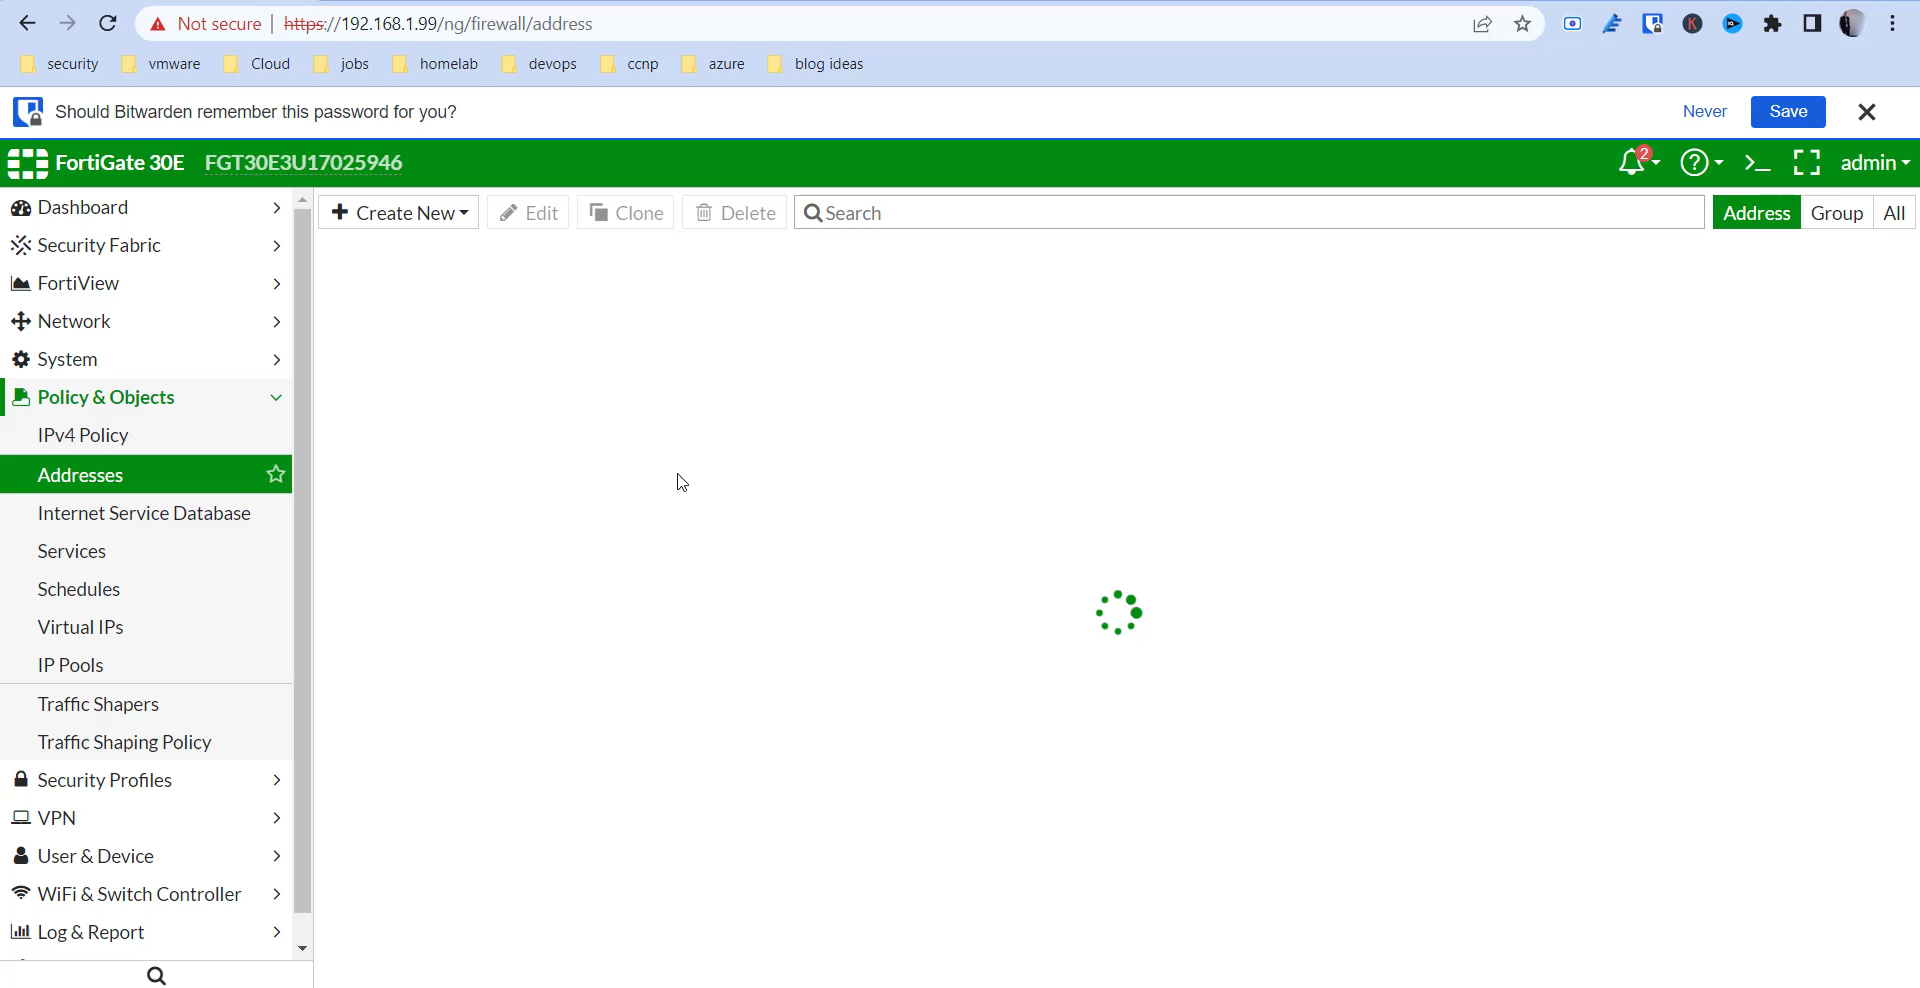 Not secure
https://192.168.1.99/ng/firewall/address
security
vmware
Cloud
jobs
homelab
devops
ccnp
azure
blog ideas
Should Bitwarden remember this password for you?
Never
Save
FortiGate 30E
FGT30E3U17025946
2
admin
Dashboard
Security Fabric
FortiView
Network
System
Policy & Objects
IPv4 Policy
Addresses
Internet Service Database
Services
Schedules
Virtual IPs
IP Pools
Traffic Shapers
Traffic Shaping Policy
Security Profiles
VPN
User & Device
WiFi & Switch Controller
Log & Report
Create New
Edit
Clone
Delete
Search
Address
Group
All